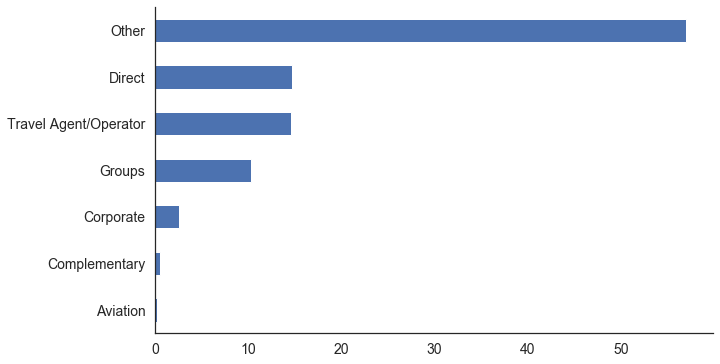 Other
Direct
Travel Agent/Operator
Groups
Corporate
Complementary
Aviation
0 10 20 30 40 50